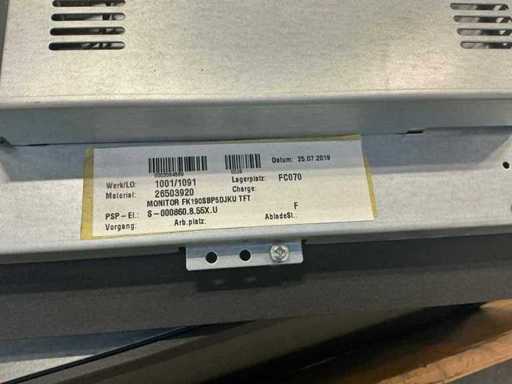 Datum: 25.07.2019
Werk/LO: 1001/1091 Lagerplatz: FC070
Material: 26503920 Charge:
MONITOR FK190SBP5DJKU TFT
PSP-El.: S-000860.8.55X.U F
Vorgang: Arb.platz: AbladeSt.: